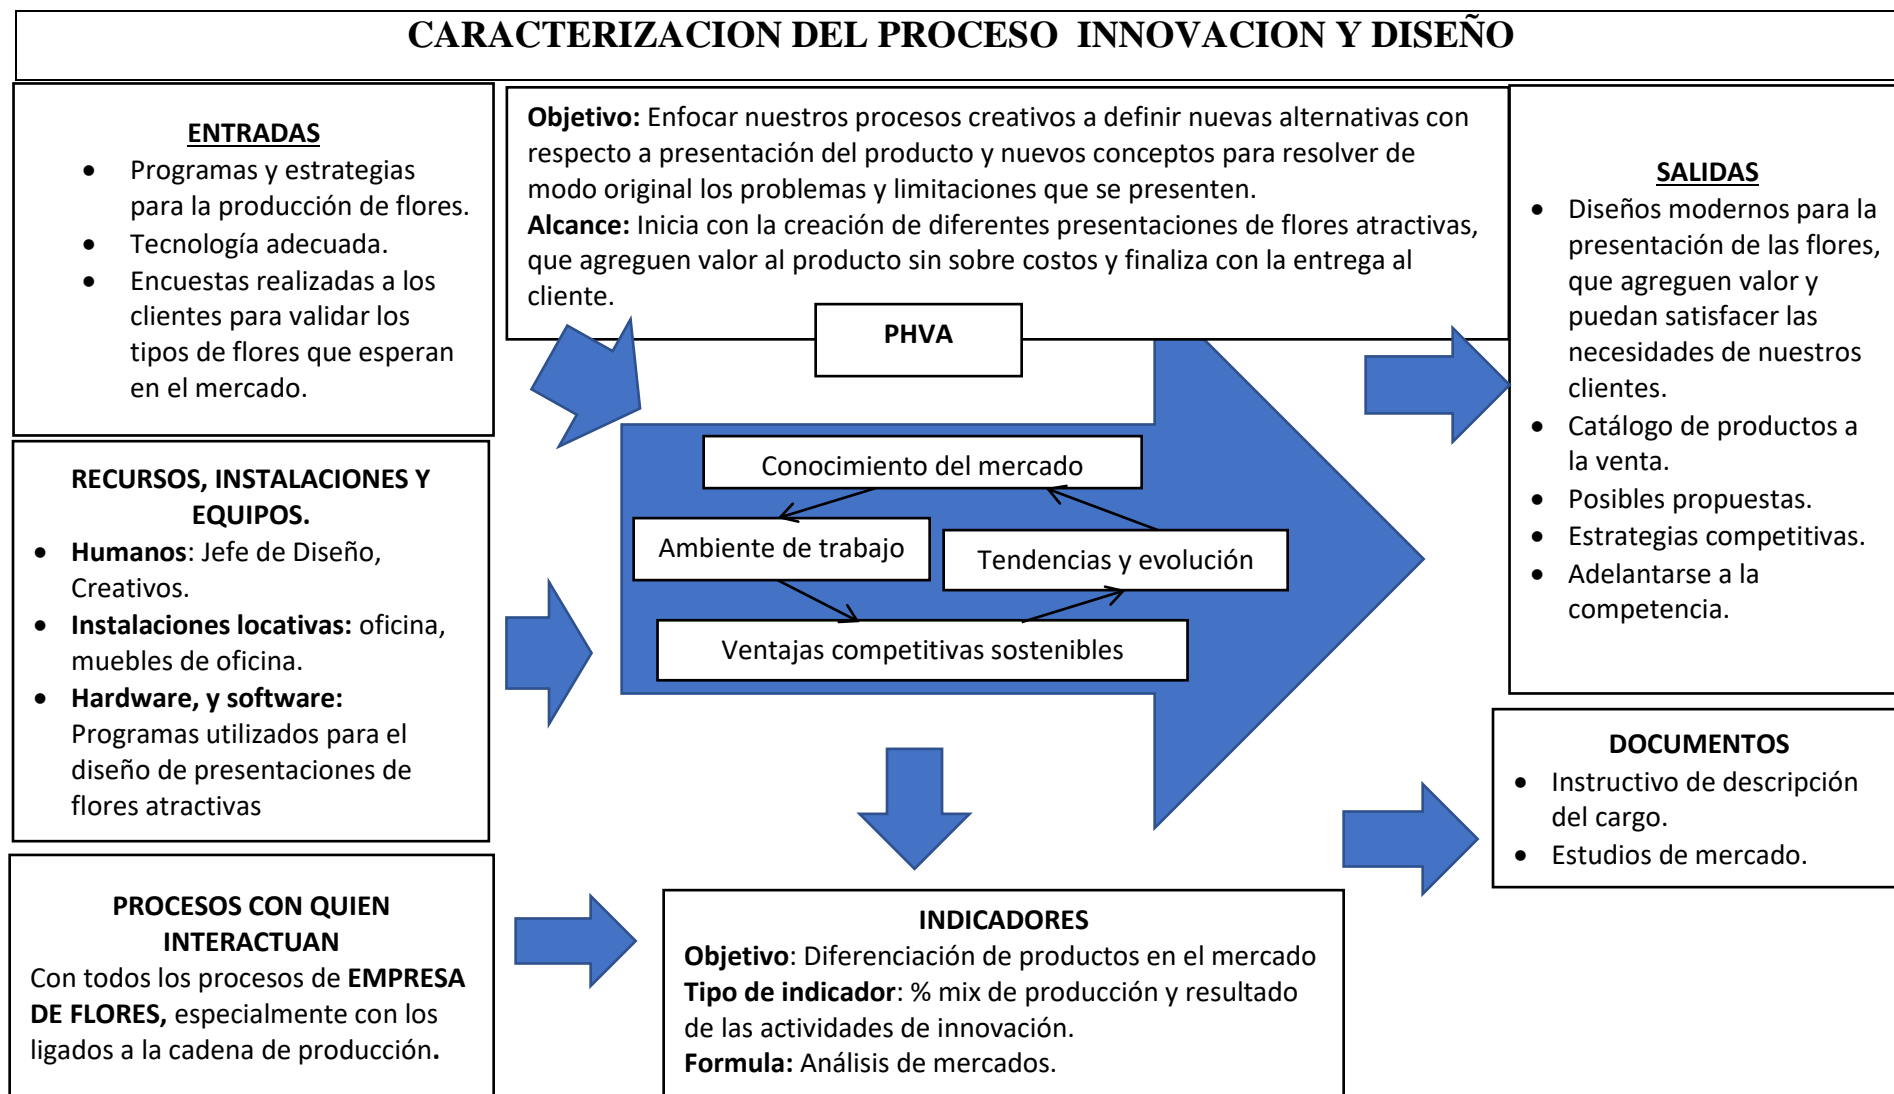 CARACTERIZACION DEL PROCESO INNOVACION Y DISEÑO
ENTRADAS
• Programas y estrategias
para la producción de flores.
• Tecnología adecuada.
• Encuestas realizadas a los
clientes para validar los
tipos de flores que esperan
en el mercado.
RECURSOS, INSTALACIONES Y
EQUIPOS.
• Humanos: Jefe de Diseño,
Creativos.
• Instalaciones locativas: oficina,
muebles de oficina.
• Hardware, y software:
Programas utilizados para el
diseño de presentaciones de
flores atractivas
PROCESOS CON QUIEN
INTERACTUAN
Con todos los procesos de EMPRESA
DE FLORES, especialmente con los
ligados a la cadena de producción.
Objetivo: Enfocar nuestros procesos creativos a definir nuevas alternativas con
respecto a presentación del producto y nuevos conceptos para resolver de
modo original los problemas y limitaciones que se presenten.
Alcance: Inicia con la creación de diferentes presentaciones de flores atractivas,
que agreguen valor al producto sin sobre costos y finaliza con la entrega al
cliente.
PHVA
Conocimiento del mercado
Ambiente de trabajo
Tendencias y evolución
Ventajas competitivas sostenibles
INDICADORES
Objetivo: Diferenciación de productos en el mercado
Tipo de indicador: % mix de producción y resultado
de las actividades de innovación.
Formula: Análisis de mercados.
SALIDAS
• Diseños modernos para la
presentación de las flores,
que agreguen valor y
puedan satisfacer las
necesidades de nuestros
clientes.
• Catálogo de productos a
la venta.
• Posibles propuestas.
• Estrategias competitivas.
• Adelantarse a la
competencia.
DOCUMENTOS
• Instructivo de descripción
del cargo.
• Estudios de mercado.